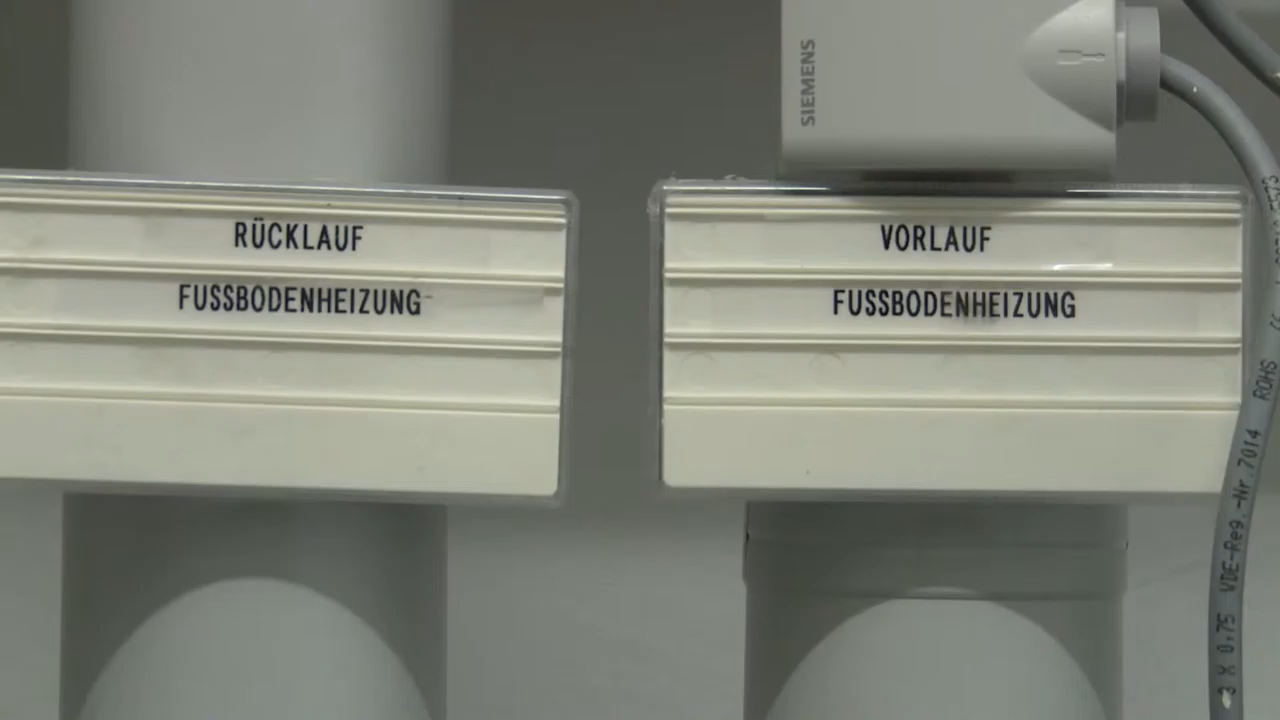 SIEMENS
RÜCKLAUF
FUSSBODENHEIZUNG
VORLAUF
FUSSBODENHEIZUNG
3 X 0,75 VDE-Reg.-Nr.7014 ROHS